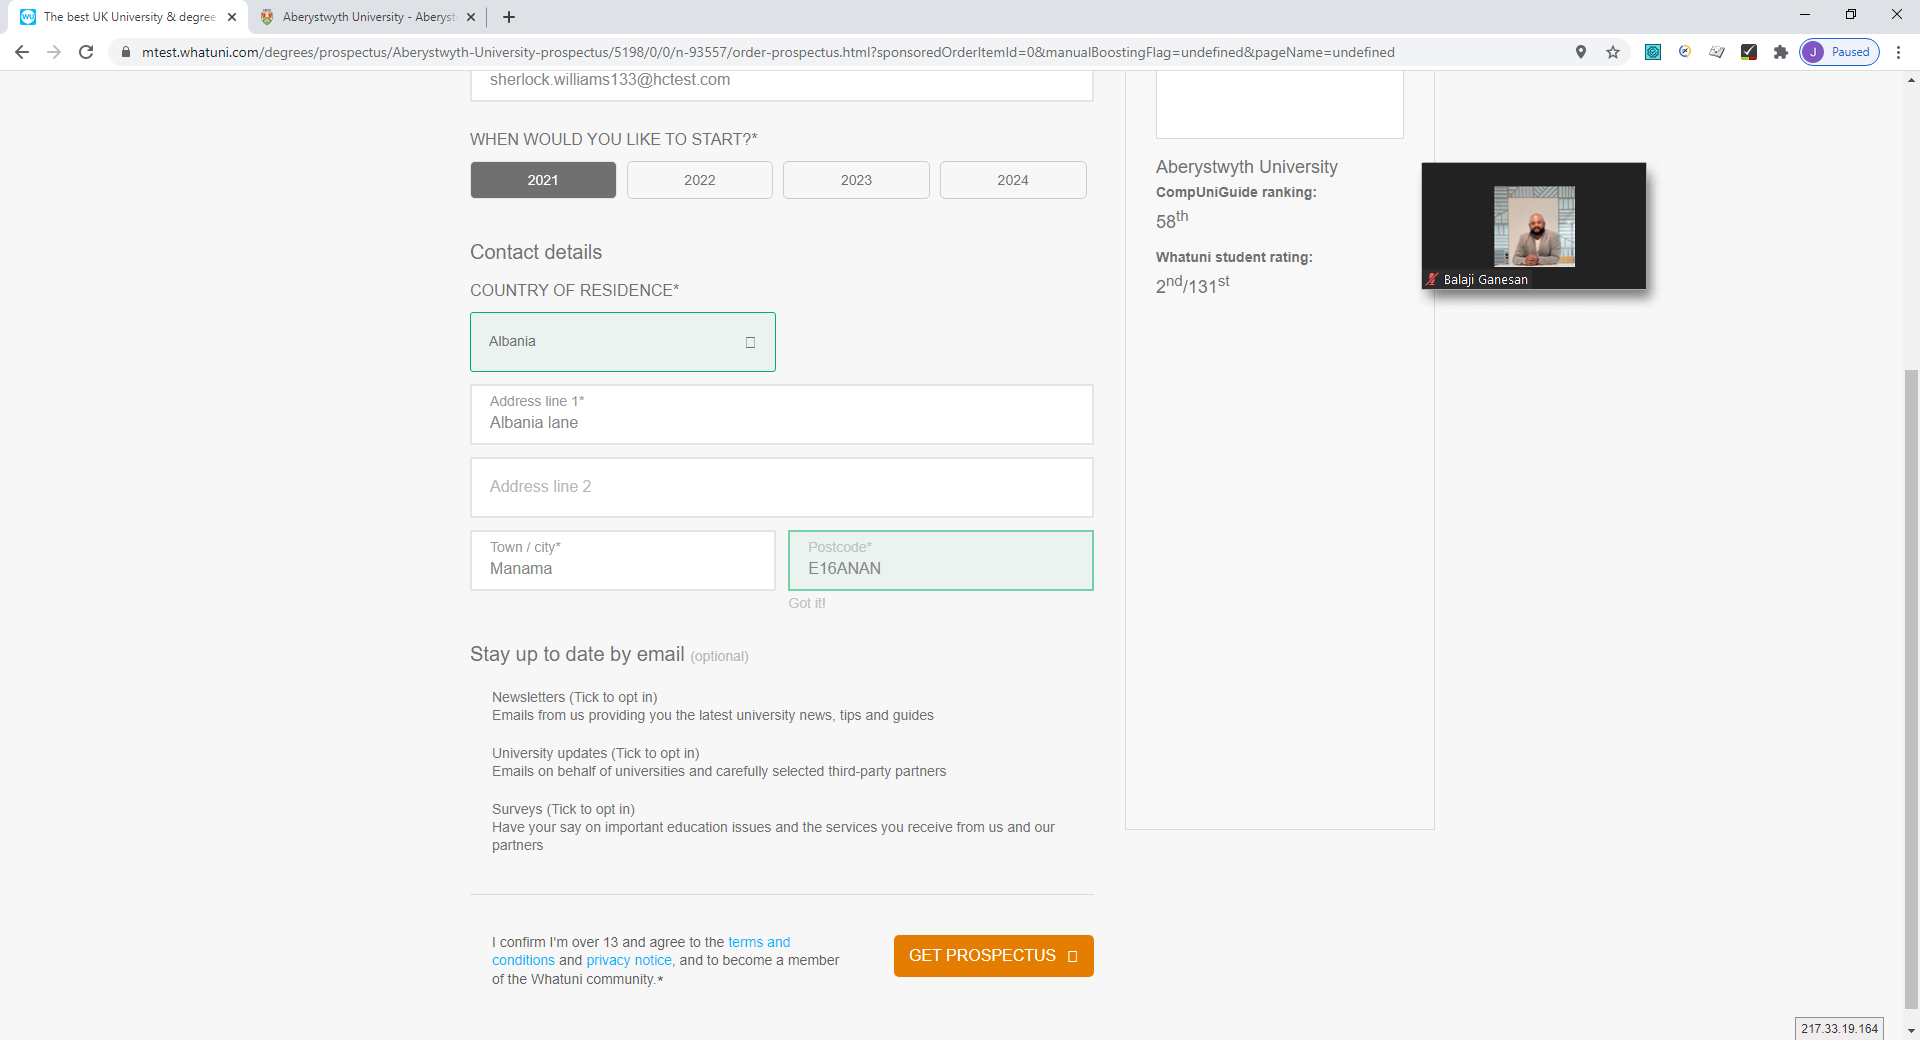 The best UK University & degree
Aberystwyth University - Aberyst
mtest.whatuni.com/degrees/prospectus/Aberystwyth-University-prospectus/5198/0/0/n-93557/order-prospectus.html?sponsoredOrderItemId=0&manualBoostingFlag=undefined&pageName=undefined
J Paused
sherlock.williams133@hctest.com
WHEN WOULD YOU LIKE TO START?*
2021 2022 2023 2024
Contact details
COUNTRY OF RESIDENCE*
Albania
Address line 1*
Albania lane
Address line 2
Town / city*
Manama
Postcode*
E16ANAN
Got it!
Stay up to date by email (optional)
Newsletters (Tick to opt in)
Emails from us providing you the latest university news, tips and guides
University updates (Tick to opt in)
Emails on behalf of universities and carefully selected third-party partners
Surveys (Tick to opt in)
Have your say on important education issues and the services you receive from us and our
partners
I confirm I'm over 13 and agree to the terms and
conditions and privacy notice, and to become a member
of the Whatuni community.*
GET PROSPECTUS
Aberystwyth University
CompUniGuide ranking:
58th
Whatuni student rating:
2nd/131st
Balaji Ganesan
217.33.19.164